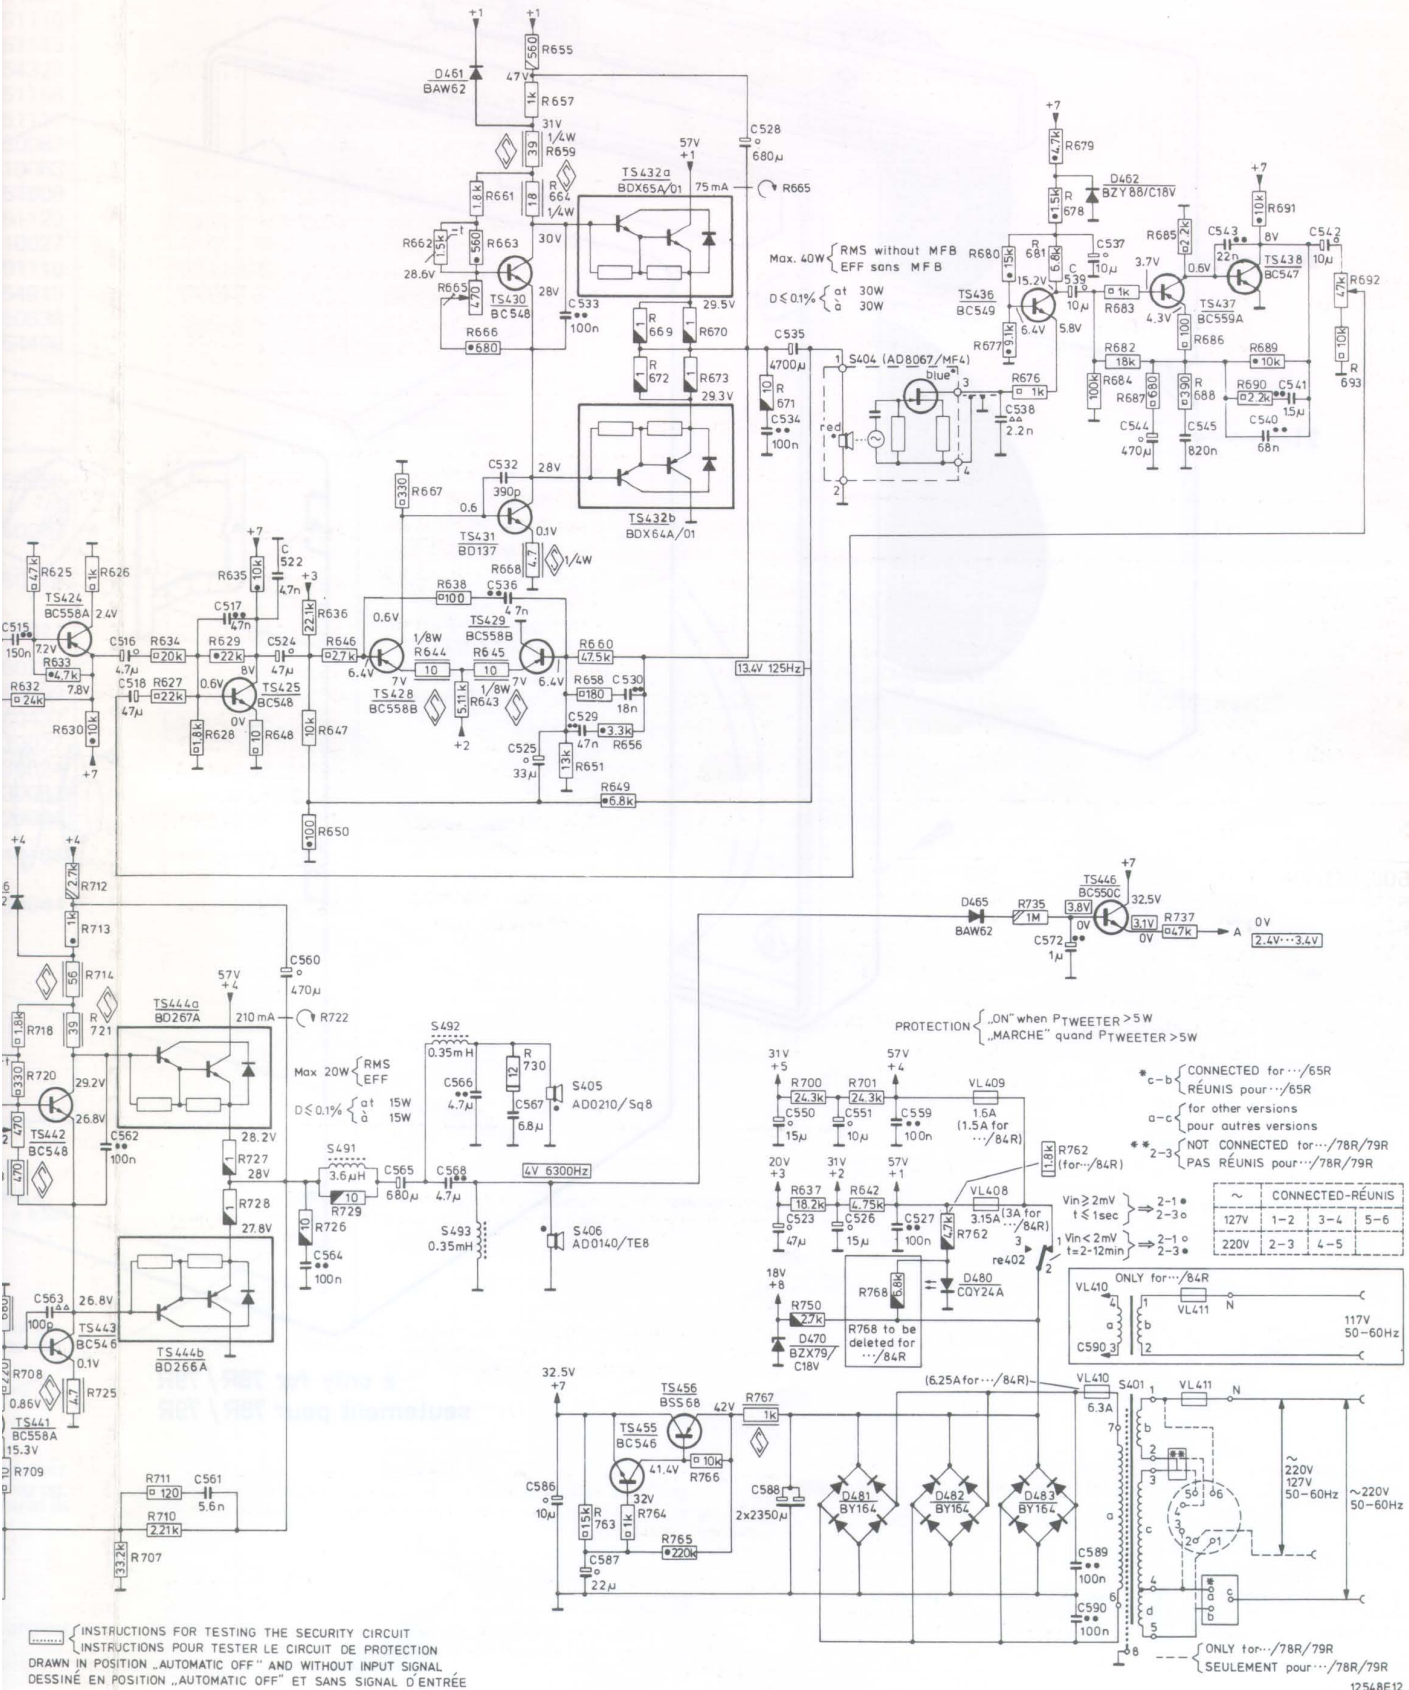 +1
+1
560
R655
D461
BAW62
47V
1k
R657
31V
1/4W
39
R659
R661
1.8k
R
664
18
1/4W
C528
680µ
57V
+1
TS432a
BDX65A/01
75mA
R665
R662
1.5k
-t
560
R663
30V
28.6V
R665
470
TS430
BC548
28V
C533
100n
R666
680
29.5V
R
669
R670
1
1
R
672
R673
1
1
29.3V
10
R
671
C534
100n
C535
4700µ
Max. 40W
RMS without MFB
EFF sans MFB
D≤0.1%
at 30W
à 30W
S404 (AD8067/MF4)
blue
red
1
2
3
4
+7
4.7k
R679
D462
BZY88/C18V
1.5k
R
678
R680
15k
R
681
6.8k
C537
10µ
15.2V
C
539
10µ
TS436
BC549
6.4V
5.8V
R677
9.1k
R676
1k
C538
2.2n
1k
R683
R682
18k
R684
100k
R687
680
C544
470µ
R
688
390
C545
820n
3.7V
4.3V
R685
62.2k
0.6V
TS437
BC559A
100
R686
C543
22n
+7
10k
R691
8V
TS438
BC547
C542
10µ
47k
R692
10k
R
693
R689
10k
R690
2.2k
C541
1.5µ
C540
68n
330
R667
C532
390p
28V
0.6
TS431
BD137
0.1V
R668
4.7
1/4W
TS432b
BDX64A/01
47k
R625
1k
R626
TS424
BC558A
2.4V
C515
150n
7.2V
R633
4.7k
7.8V
R632
24k
R630
10k
+7
C516
4.7µ
R634
20k
C518
47µ
R627
22k
C517
47n
R629
22k
+7
R635
10k
C
522
47n
8V
0.6V
TS425
BC548
0V
1.8k
R628
10
R648
C524
47µ
+3
22.1k
R636
R646
2.7k
10k
R647
100
R650
R638
100
C536
4.7n
0.6V
6.4V
1/8W
R644
10
R645
10
1/8W
7V
7V
TS428
BC558B
TS429
BC558B
6.4V
5.11k
R643
+2
R660
47.5k
R658
180
C530
18n
C529
47n
3.3k
R656
C525
33µ
13k
R651
R649
6.8k
13.4V 125Hz
+4
+4
2.7k
R712
1k
R713
56
R714
1.8k
R718
39
R
721
330
R720
29.2V
26.8V
470
TS442
BC548
470
C562
100n
57V
+4
TS444a
BD267A
210mA
R722
C560
470µ
Max 20W
RMS
EFF
D≤0.1%
at 15W
à 15W
28.2V
1
R727
28V
1
R728
27.8V
S491
3.6µH
10
R729
10
R726
C564
100n
C565
680µ
S492
0.35mH
C566
4.7µ
R
730
12
C567
6.8µ
S405
AD0210/Sq8
C568
4.7µ
4V 6300Hz
S493
0.35mH
S406
AD0140/TE8
680
C563
100p
26.8V
TS443
BC546
0.1V
4.7
R725
TS444b
BD266A
220
R708
0.86V
TS441
BC558A
15.3V
R709
R711
120
C561
5.6n
R710
2.21k
33.2k
R707
D465
BAW62
R735
1M
TS446
BC550C
+7
3.8V
0V
32.5V
3.1V
0V
R737
47k
A
0V
2.4V···3.4V
C572
1µ
PROTECTION
„ON" when PTWEETER >5W
„MARCHE" quand PTWEETER >5W
31V
+5
R700
24.3k
R701
24.3k
57V
+4
VL409
1.6A
(1.5A for
···/84R)
C550
15µ
C551
10µ
C559
100n
20V
+3
R637
18.2k
31V
+2
R642
4.75k
57V
+1
VL408
3.15A
(3A for
···/84R)
C523
47µ
C526
15µ
C527
100n
4.7k
R762
1.8k
R762
(for···/84R)
3
1
2
re402
18V
+8
R750
2.7k
D470
BZX79/
C18V
R768
6.8k
R768 to be
deleted for
···/84R
D480
CQY24A
* c-b
CONNECTED for···/65R
RÉUNIS pour···/65R
a-c
for other versions
pour autres versions
** 2-3
NOT CONNECTED for···/78R/79R
PAS RÉUNIS pour···/78R/79R
Vin≥2mV
t≤1sec
⇒ 2-1 ●
2-3 ○
Vin<2mV
t=2-12min
⇒ 2-1 ○
2-3 ●
~ CONNECTED-RÉUNIS
127V 1-2 3-4 5-6
220V 2-3 4-5
ONLY for···/84R
VL410
4
a
C590 3
1
b
2
VL411
N
117V
50-60Hz
32.5V
+7
TS456
BSS68
42V
R767
1k
TS455
BC546
41.4V
10k
R766
32V
C586
10µ
R
763
15k
1k
R764
R765
220k
C587
22µ
C588
2x2350µ
D481
BY164
D482
BY164
D483
BY164
(6.25A for···/84R)
VL410
6.3A
S401
1
VL411
N
7
a
6
b
2
3
c
4
d
5
8
**
5
6
4
3
2
1
*
a
b
c
C589
100n
C590
100n
~
220V
127V
50-60Hz
~220V
50-60Hz
ONLY for···/78R/79R
SEULEMENT pour···/78R/79R
12548E12
INSTRUCTIONS FOR TESTING THE SECURITY CIRCUIT
INSTRUCTIONS POUR TESTER LE CIRCUIT DE PROTECTION
DRAWN IN POSITION „AUTOMATIC OFF" AND WITHOUT INPUT SIGNAL
DESSINÉ EN POSITION „AUTOMATIC OFF" ET SANS SIGNAL D'ENTRÉE